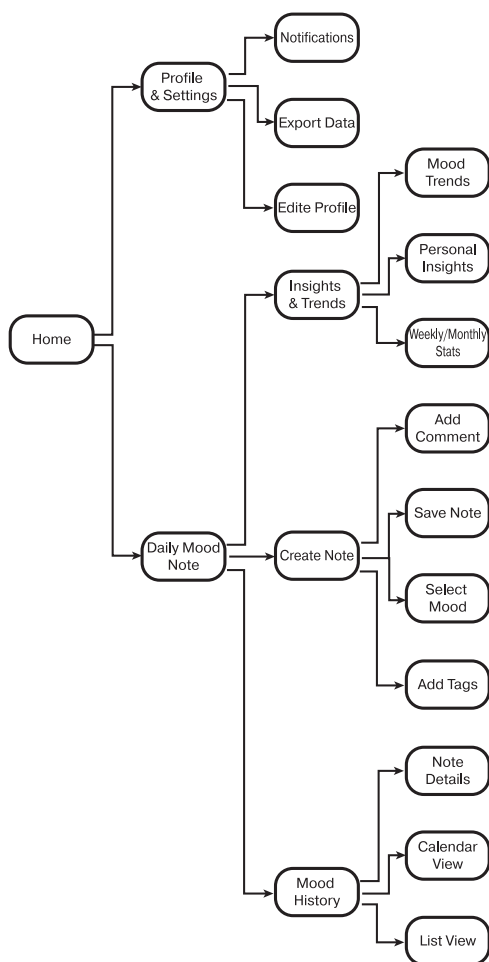 Notifications
Profile
& Settings
Export Data
Edite Profile
Mood
Trends
Personal
Insights
Insights
& Trends
Weekly/Monthly
Stats
Home
Add
Comment
Save Note
Daily Mood
Note
Create Note
Select
Mood
Add Tags
Note
Details
Calendar
View
Mood
History
List View